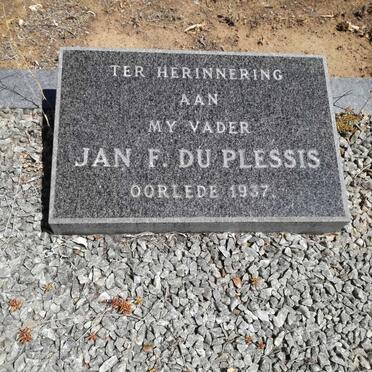 TER HERINNERING
AAN
MY VADER
JAN F. DU PLESSIS
OORLEDE 1937.